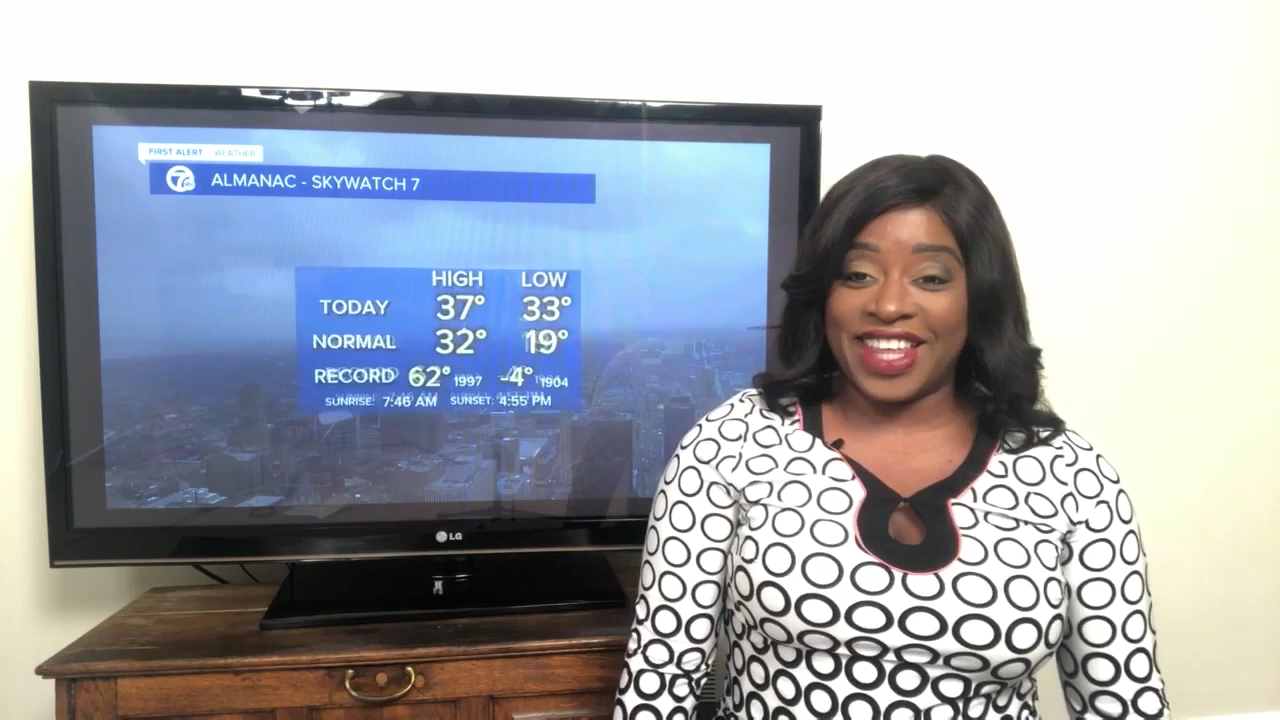 FIRST ALERT WEATHER
7 ALMANAC - SKYWATCH 7
HIGH LOW
TODAY 37° 33°
NORMAL 32° 19°
RECORD 62° 1997 -4° 1904
SUNRISE: 7:46 AM SUNSET: 4:55 PM
LG